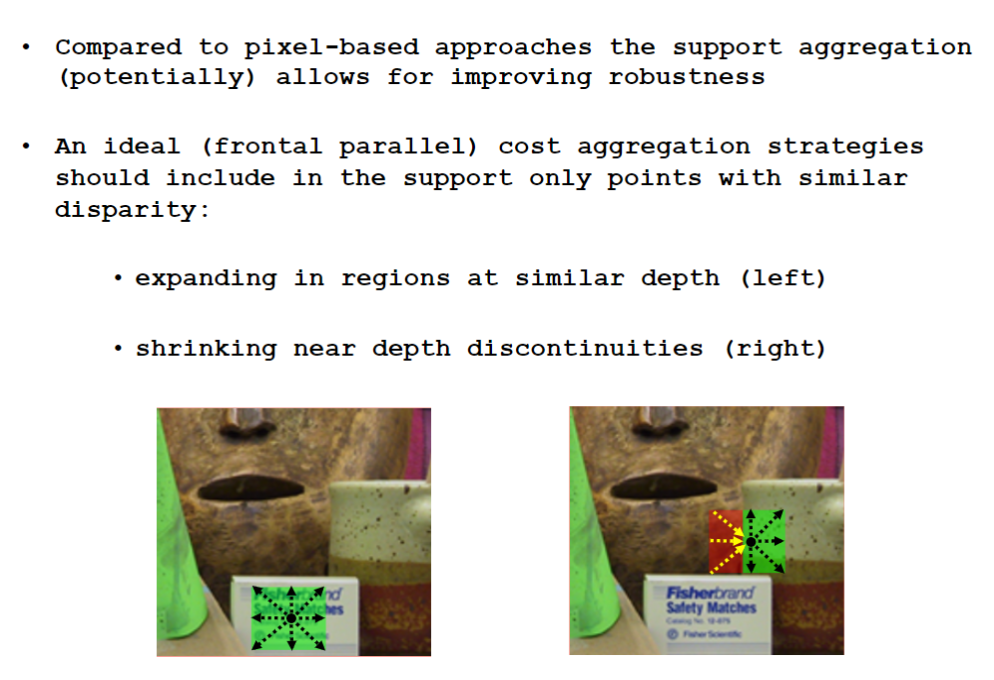 • Compared to pixel-based approaches the support aggregation
(potentially) allows for improving robustness
• An ideal (frontal parallel) cost aggregation strategies
should include in the support only points with similar
disparity:
• expanding in regions at similar depth (left)
• shrinking near depth discontinuities (right)
Fisherbrand
Safety Matches
Fisherbrand
Safety Matches
Catalog No. 12-075
© Fisher Scientific